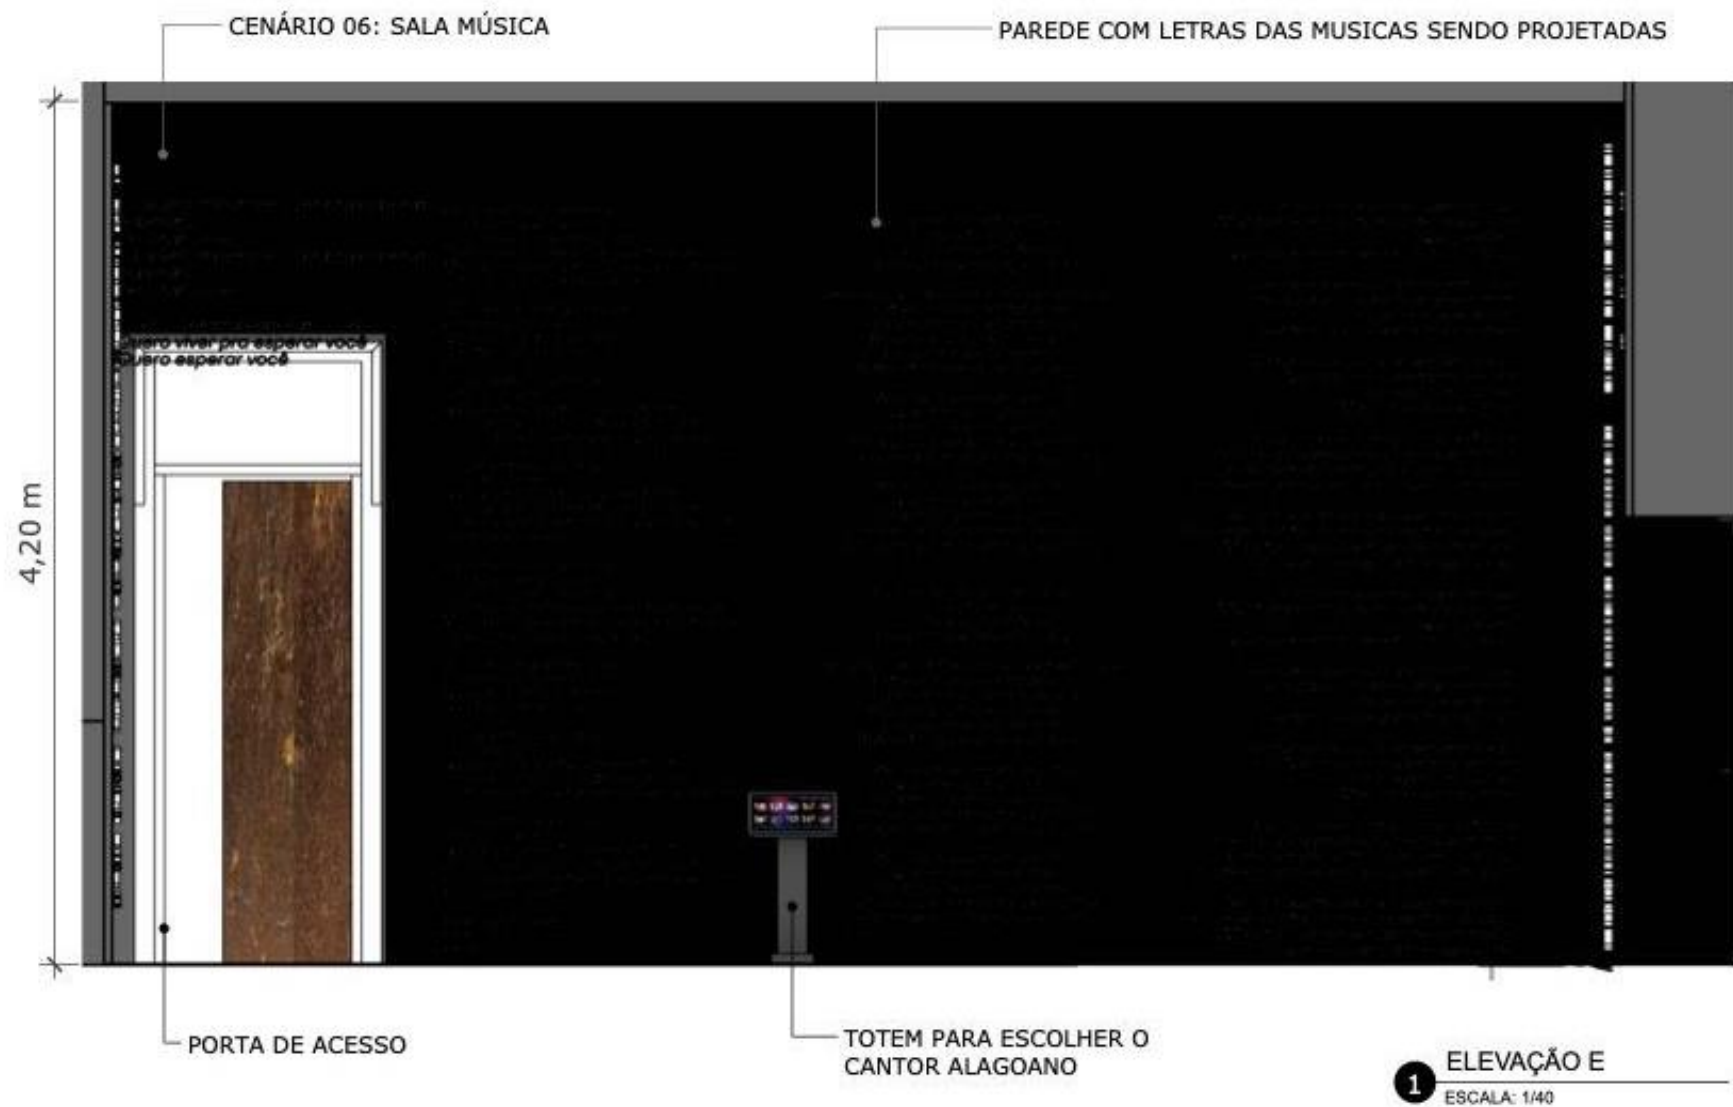 CENÁRIO 06: SALA MÚSICA
PAREDE COM LETRAS DAS MUSICAS SENDO PROJETADAS
Quero viver pra esperar você
Quero esperar você
4,20 m
PORTA DE ACESSO
TOTEM PARA ESCOLHER O
CANTOR ALAGOANO
1
ELEVAÇÃO E
ESCALA: 1/40